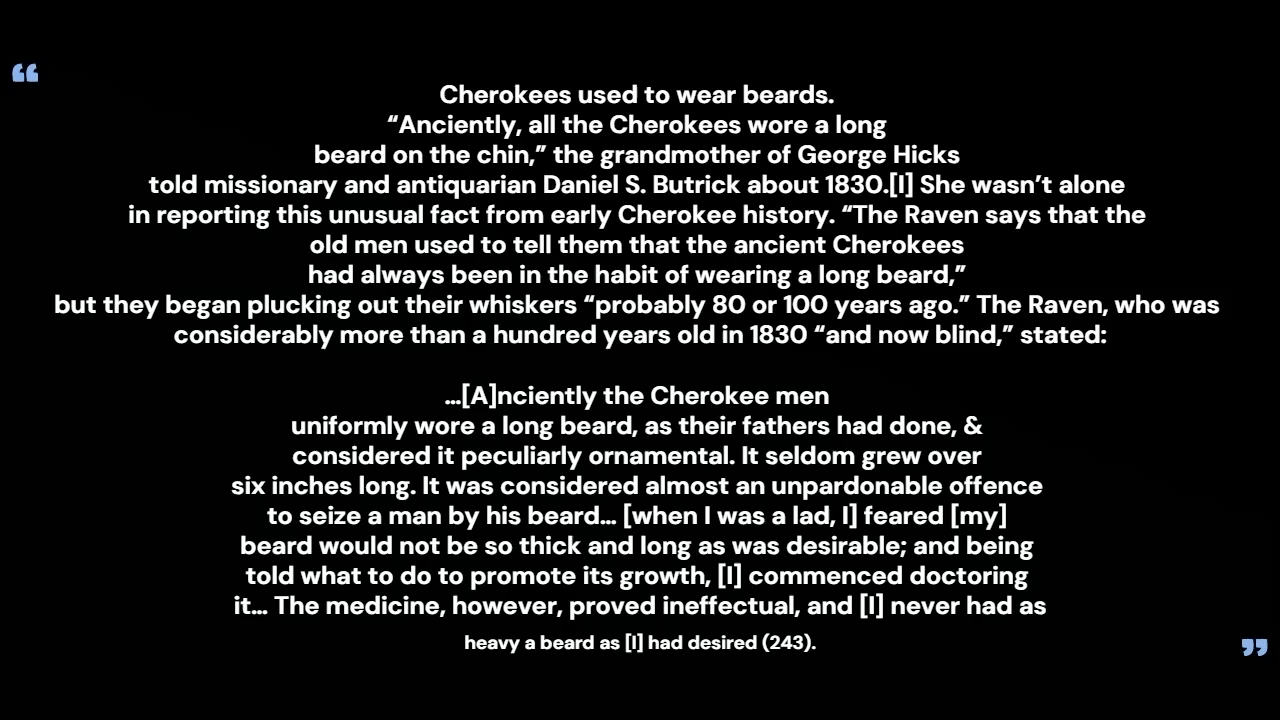 “
Cherokees used to wear beards.
“Anciently, all the Cherokees wore a long
beard on the chin,” the grandmother of George Hicks
told missionary and antiquarian Daniel S. Butrick about 1830.[I] She wasn’t alone
in reporting this unusual fact from early Cherokee history. “The Raven says that the
old men used to tell them that the ancient Cherokees
had always been in the habit of wearing a long beard,”
but they began plucking out their whiskers “probably 80 or 100 years ago.” The Raven, who was
considerably more than a hundred years old in 1830 “and now blind,” stated:
…[A]nciently the Cherokee men
uniformly wore a long beard, as their fathers had done, &
considered it peculiarly ornamental. It seldom grew over
six inches long. It was considered almost an unpardonable offence
to seize a man by his beard… [when I was a lad, I] feared [my]
beard would not be so thick and long as was desirable; and being
told what to do to promote its growth, [I] commenced doctoring
it… The medicine, however, proved ineffectual, and [I] never had as
heavy a beard as [I] had desired (243).
”